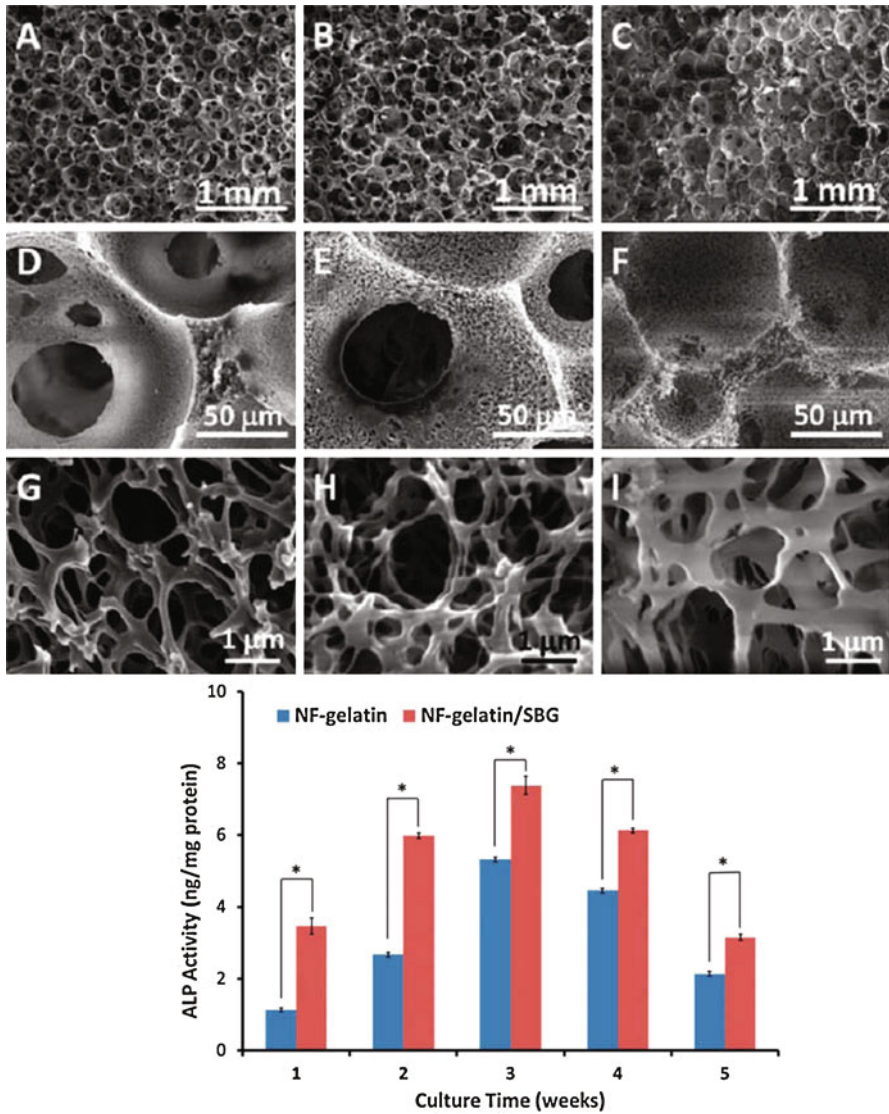 A
B
C
1 mm
1 mm
1 mm
D
E
F
50 μm
50 μm
50 μm
G
H
I
1 μm
1 μm
1 μm
10
NF-gelatin
NF-gelatin/SBG
8
*
*
*
6
*
*
4
2
0
ALP Activity (ng/mg protein)
1
2
3
4
5
Culture Time (weeks)